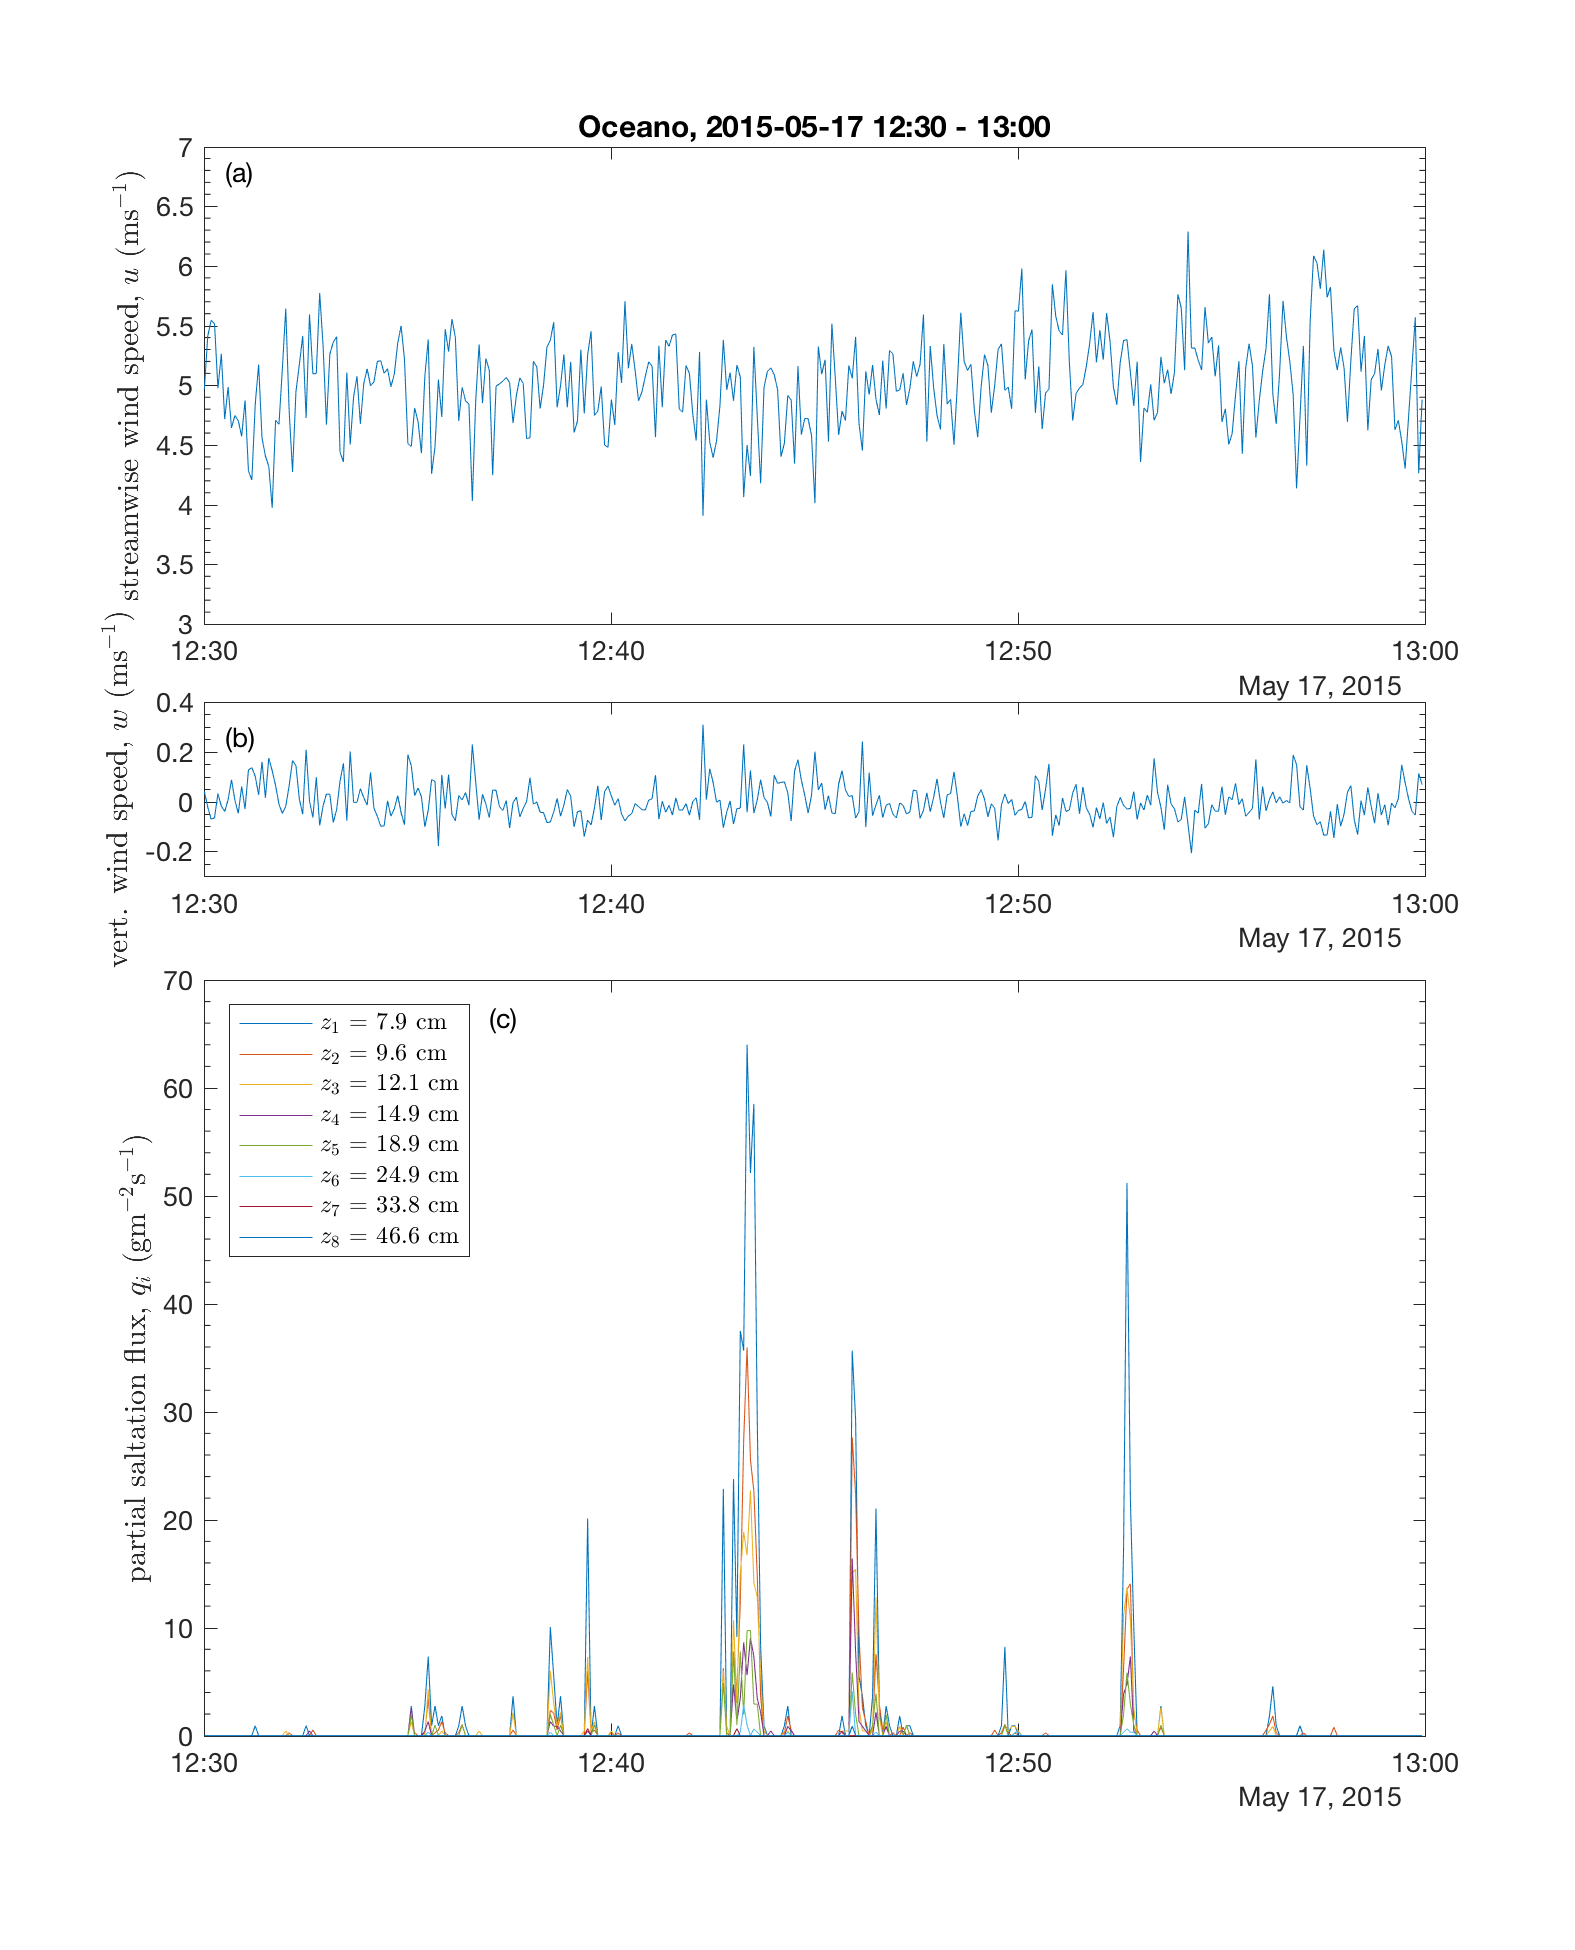 Oceano, 2015-05-17 12:30 - 13:00
(a)
streamwise wind speed, u (ms⁻¹)
7
6.5
6
5.5
5
4.5
4
3.5
3
12:30 12:40 12:50 13:00
May 17, 2015
(b)
vert. wind speed, w (ms⁻¹)
0.4
0.2
0
-0.2
12:30 12:40 12:50 13:00
May 17, 2015
(c)
partial saltation flux, qᵢ (gm⁻²s⁻¹)
70
60
50
40
30
20
10
0
z₁ = 7.9 cm
z₂ = 9.6 cm
z₃ = 12.1 cm
z₄ = 14.9 cm
z₅ = 18.9 cm
z₆ = 24.9 cm
z₇ = 33.8 cm
z₈ = 46.6 cm
12:30 12:40 12:50 13:00
May 17, 2015